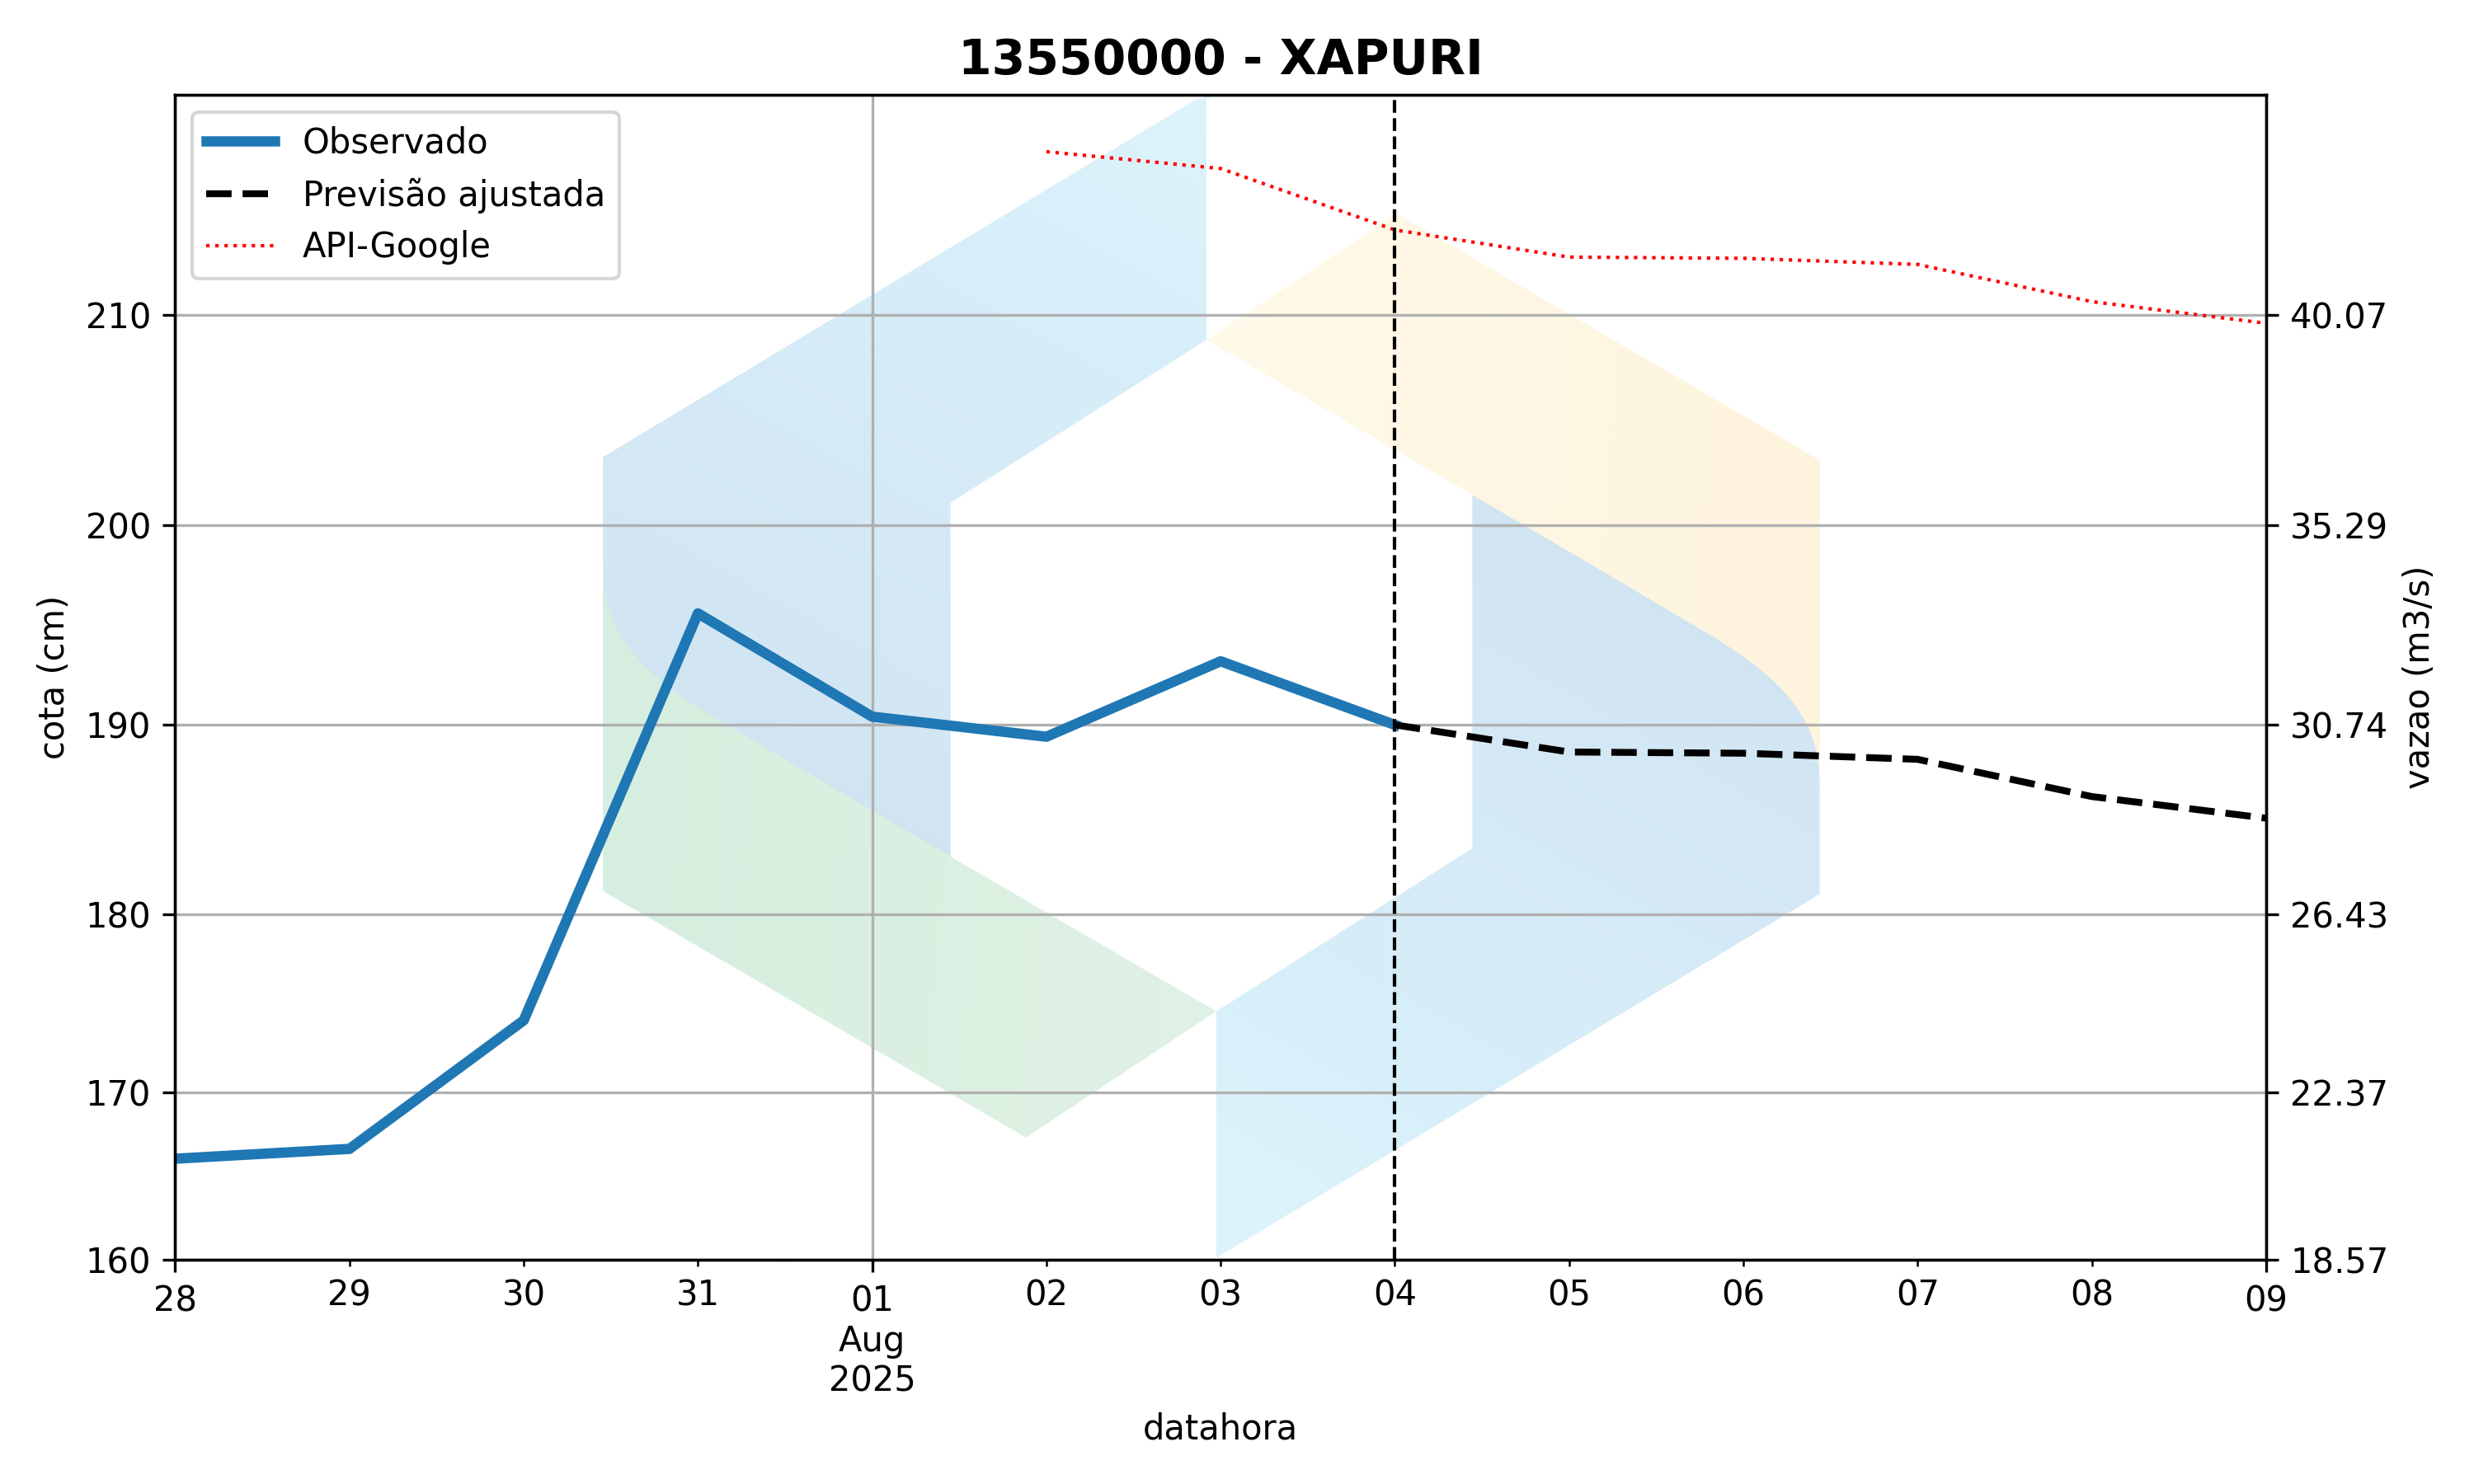 13550000 - XAPURI
Observado
Previsão ajustada
API-Google
210
200
190
180
170
160
cota (cm)
40.07
35.29
30.74
26.43
22.37
18.57
vazao (m3/s)
28 29 30 31 01 02 03 04 05 06 07 08 09
Aug
2025
datahora